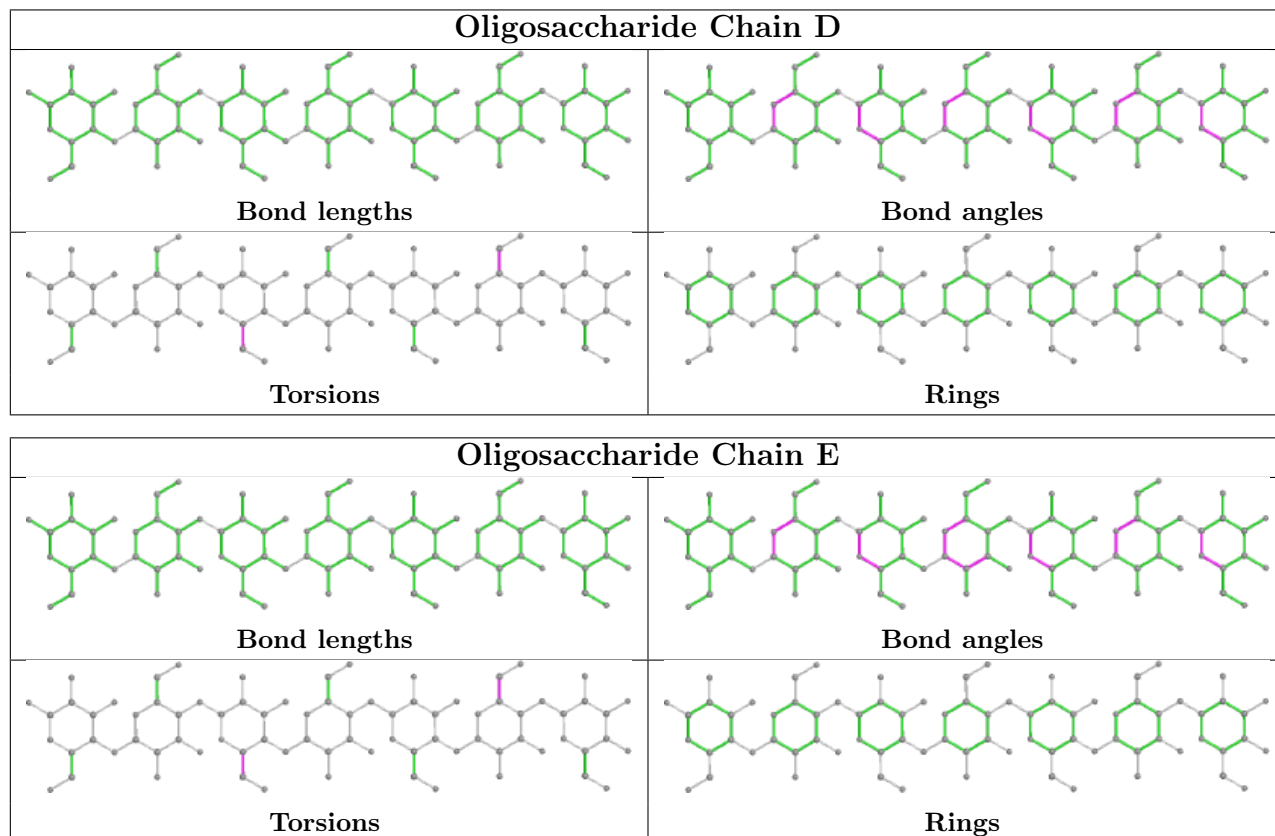 Oligosaccharide Chain D
Bond lengths
Bond angles
Torsions
Rings
Oligosaccharide Chain E
Bond lengths
Bond angles
Torsions
Rings